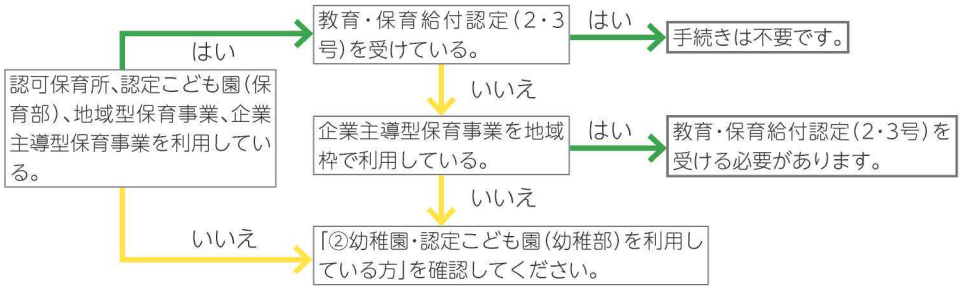 認可保育所、認定こども園(保
育部)、地域型保育事業、企業
主導型保育事業を利用してい
る。
はい
いいえ
教育・保育給付認定(2・3
号)を受けている。
はい
手続きは不要です。
いいえ
企業主導型保育事業を地域
枠で利用している。
はい
教育・保育給付認定(2・3号)を
受ける必要があります。
いいえ
「②幼稚園・認定こども園(幼稚部)を利用し
ている方」を確認してください。